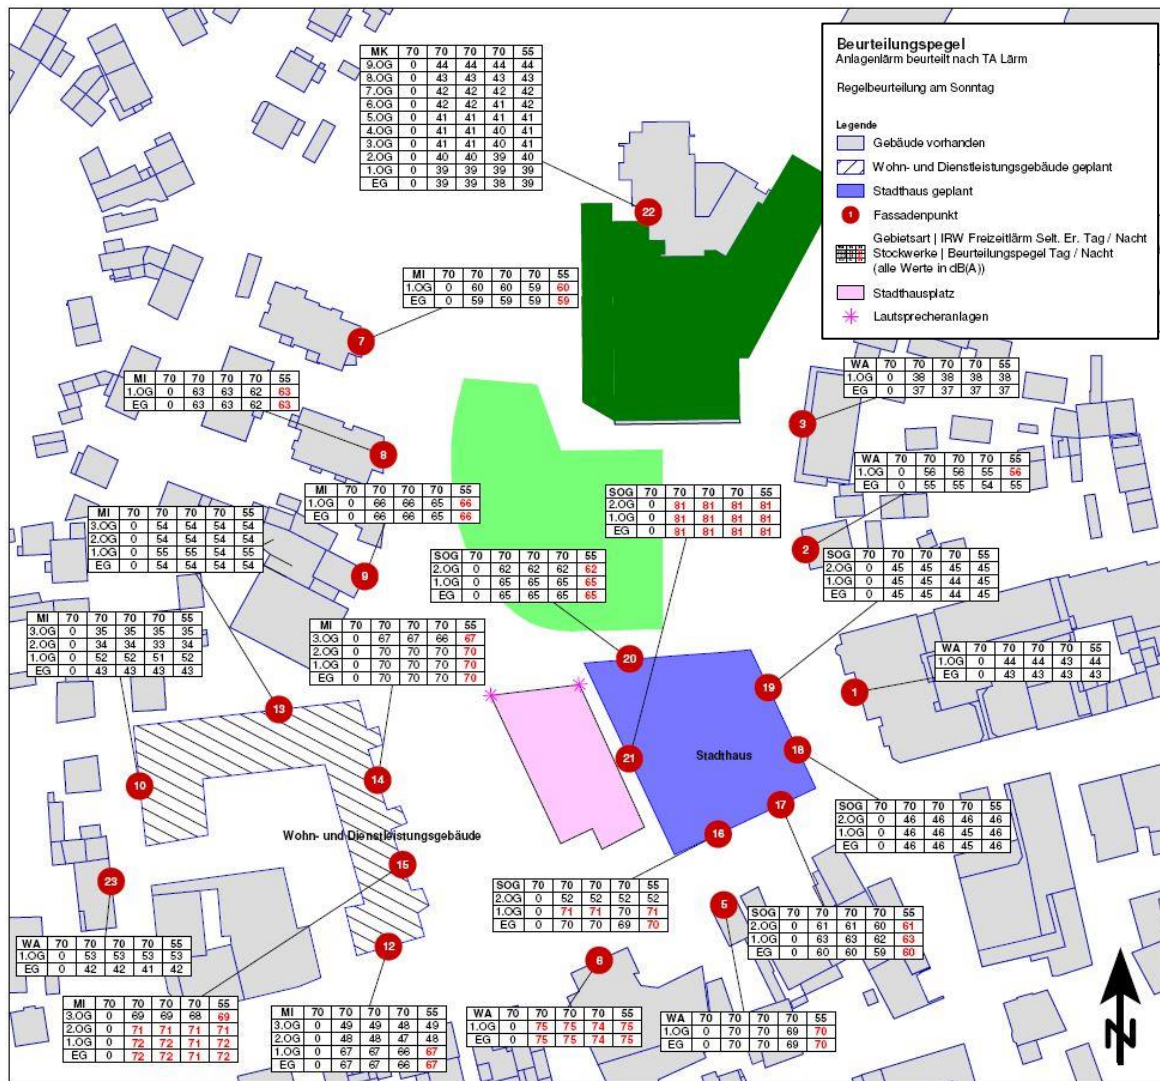 Beurteilungspegel
Anlagenlärm beurteilt nach TA Lärm
Regelbeurteilung am Sonntag
Legende
Gebäude vorhanden
Wohn- und Dienstleistungsgebäude geplant
Stadthaus geplant
1 Fassadenpunkt
Gebietsart | IRW Freizeitlärm Selt. Er. Tag / Nacht
Stockwerke | Beurteilungspegel Tag / Nacht
(alle Werte in dB(A))
Stadthausplatz
Lautsprecheranlagen
MK 70 70 70 55
9.OG 0 44 44 44 44
8.OG 0 43 43 43 43
7.OG 0 42 42 42 42
6.OG 0 42 42 41 42
5.OG 0 41 41 41 41
4.OG 0 41 41 40 41
3.OG 0 41 41 40 41
2.OG 0 40 40 39 40
1.OG 0 39 39 39 39
EG 0 39 39 38 39
22
MI 70 70 70 70 55
1.OG 0 60 60 59 60
EG 0 59 59 59 59
7
MI 70 70 70 70 55
1.OG 0 63 63 62 63
EG 0 63 63 62 63
8
WA 70 70 70 70 55
1.OG 0 38 38 38 38
EG 0 37 37 37 37
3
WA 70 70 70 70 55
1.OG 0 56 56 55 56
EG 0 55 55 54 55
2
MI 70 70 70 70 55
1.OG 0 66 66 65 66
EG 0 66 66 65 66
9
SOG 70 70 70 70 55
2.OG 0 81 81 81 81
1.OG 0 81 81 81 81
EG 0 81 81 81 81
MI 70 70 70 70 55
3.OG 0 54 54 54 54
2.OG 0 54 54 54 54
1.OG 0 55 55 54 55
EG 0 54 54 54 54
SOG 70 70 70 70 55
2.OG 0 62 62 62 62
1.OG 0 65 65 65 65
EG 0 65 65 65 65
SOG 70 70 70 70 55
2.OG 0 45 45 45 45
1.OG 0 45 45 44 45
EG 0 45 45 44 45
MI 70 70 70 70 55
3.OG 0 35 35 35 35
2.OG 0 34 34 33 34
1.OG 0 52 52 51 52
EG 0 43 43 43 43
MI 70 70 70 70 55
3.OG 0 67 67 66 67
2.OG 0 70 70 70 70
1.OG 0 70 70 70 70
EG 0 70 70 70 70
20
19
1
WA 70 70 70 70 55
1.OG 0 44 44 43 44
EG 0 43 43 43 43
13
21
Stadthaus
18
10
14
17
16
Wohn- und Dienstleistungsgebäude
SOG 70 70 70 70 55
2.OG 0 46 46 46 46
1.OG 0 46 46 45 46
EG 0 46 46 45 46
15
23
SOG 70 70 70 70 55
2.OG 0 52 52 52 52
1.OG 0 71 71 70 71
EG 0 70 70 69 70
5
SOG 70 70 70 70 55
2.OG 0 61 61 60 61
1.OG 0 63 63 62 63
EG 0 60 60 59 60
12
6
WA 70 70 70 70 55
1.OG 0 53 53 53 53
EG 0 42 42 41 42
MI 70 70 70 70 55
3.OG 0 69 69 68 69
2.OG 0 71 71 71 71
1.OG 0 72 72 71 72
EG 0 72 72 71 72
MI 70 70 70 70 55
3.OG 0 49 49 48 49
2.OG 0 48 48 47 48
1.OG 0 67 67 66 67
EG 0 67 67 66 67
WA 70 70 70 70 55
1.OG 0 75 75 74 75
EG 0 75 75 74 75
WA 70 70 70 70 55
1.OG 0 70 70 69 70
EG 0 70 70 69 70
N